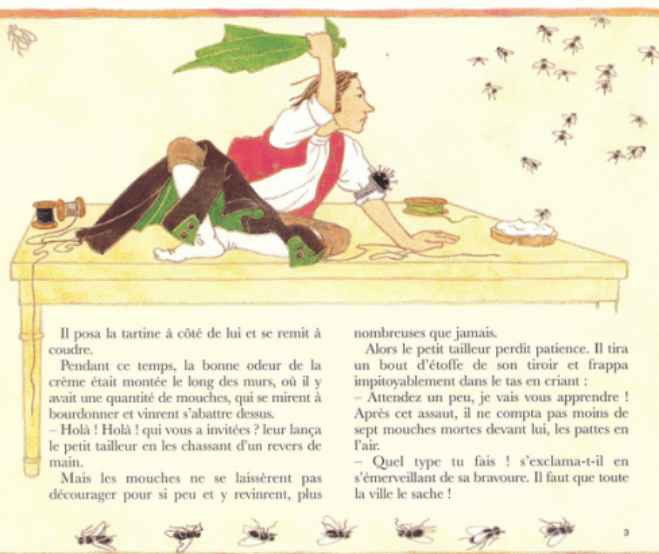 Il posa la tartine à côté de lui et se remit à
coudre.
Pendant ce temps, la bonne odeur de la
crème était montée le long des murs, où il y
avait une quantité de mouches, qui se mirent à
bourdonner et vinrent s'abattre dessus.
– Holà ! Holà ! qui vous a invitées ? leur lança
le petit tailleur en les chassant d'un revers de
main.
Mais les mouches ne se laissèrent pas
décourager pour si peu et y revinrent, plus
nombreuses que jamais.
Alors le petit tailleur perdit patience. Il tira
un bout d'étoffe de son tiroir et frappa
impitoyablement dans le tas en criant :
– Attendez un peu, je vais vous apprendre !
Après cet assaut, il ne compta pas moins de
sept mouches mortes devant lui, les pattes en
l'air.
– Quel type tu fais ! s'exclama-t-il en
s'émerveillant de sa bravoure. Il faut que toute
la ville le sache !
3